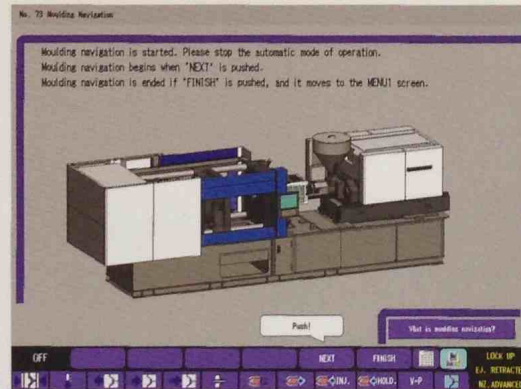 No. 73 Moulding Navigation
Moulding navigation is started. Please stop the automatic mode of operation.
Moulding navigation begins when "NEXT" is pushed.
Moulding navigation is ended if "FINISH" is pushed, and it moves to the MENU1 screen.
Push!
What is moulding navigation?
OFF
NEXT
FINISH
LOCK UP
EJ. RETRACTE
NZ. ADVANCE
INJ.
HOLD.
V-P